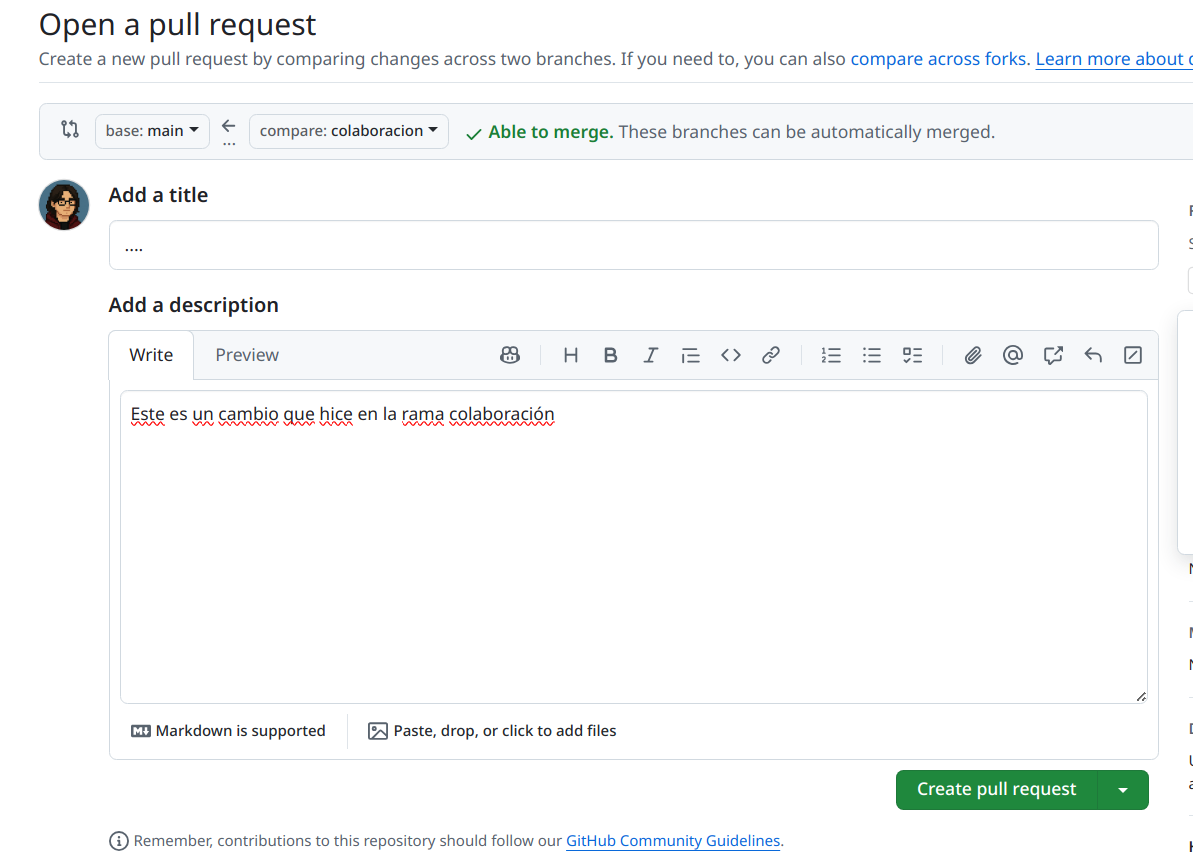 Open a pull request
Create a new pull request by comparing changes across two branches. If you need to, you can also compare across forks. Learn more about
base: main compare: colaboracion Able to merge. These branches can be automatically merged.
...
Add a title
....
Add a description
Write Preview
Este es un cambio que hice en la rama colaboración
Markdown is supported Paste, drop, or click to add files
Create pull request
Remember, contributions to this repository should follow our GitHub Community Guidelines.